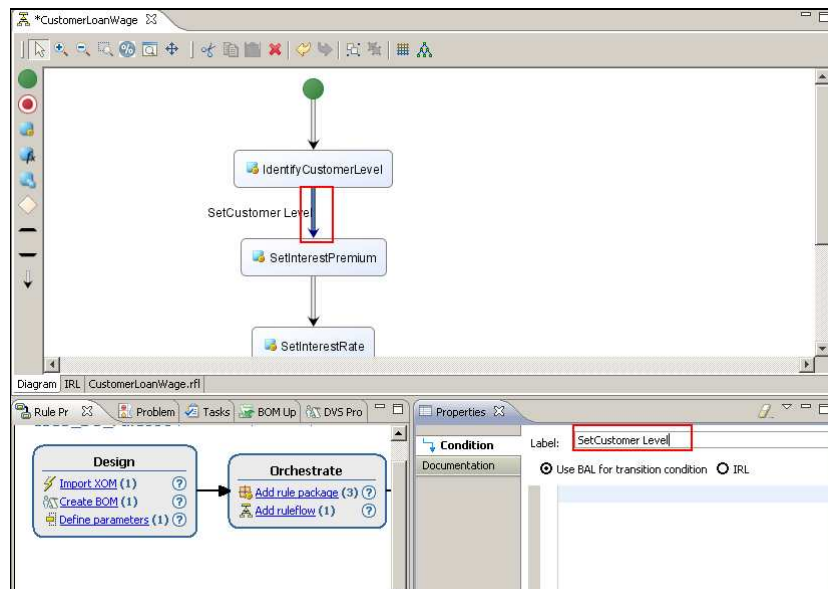 *CustomerLoanWage
IdentifyCustomerLevel
SetCustomer Level
SetInterestPremium
SetInterestRate
Diagram IRL CustomerLoanWage.rfl
Rule Pr Problem Tasks BOM Up DVS Pro
Properties
Design
Import XOM (1) ?
Create BOM (1) ?
Define parameters (1) ?
Orchestrate
Add rule package (3) ?
Add ruleflow (1) ?
Condition
Documentation
Label: SetCustomer Level
Use BAL for transition condition IRL